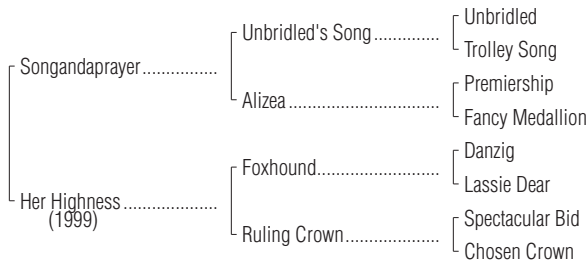 Unbridled
Unbridled's Song................
Trolley Song
Songandaprayer...............
Premiership
Alizea................................
Fancy Medallion
Danzig
Foxhound.........................
Lassie Dear
Her Highness...................
(1999)
Spectacular Bid
Ruling Crown...................
Chosen Crown